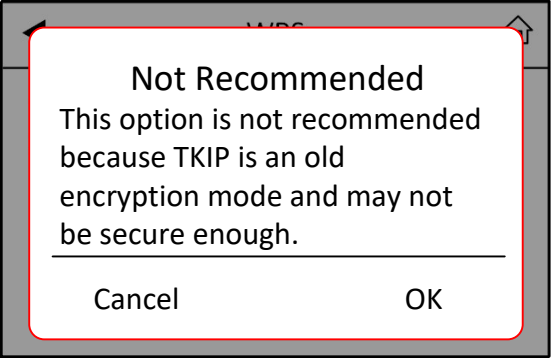 Not Recommended
This option is not recommended
because TKIP is an old
encryption mode and may not
be secure enough.
Cancel OK